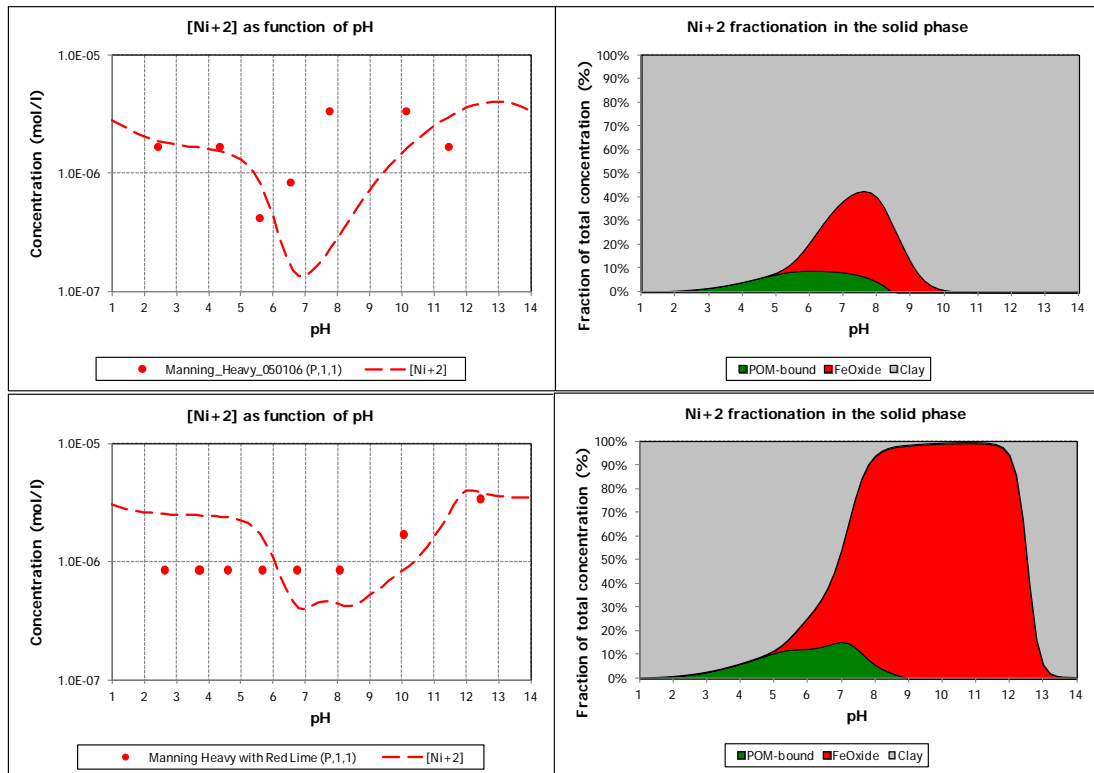 [Ni+2] as function of pH
1.0E-05
1.0E-06
1.0E-07
Concentration (mol/l)
1 2 3 4 5 6 7 8 9 10 11 12 13 14
pH
Manning_Heavy_050106 (P,1,1) [Ni+2]
Ni+2 fractionation in the solid phase
100%
90%
80%
70%
60%
50%
40%
30%
20%
10%
0%
Fraction of total concentration (%)
1 2 3 4 5 6 7 8 9 10 11 12 13 14
pH
POM-bound FeOxide Clay
[Ni+2] as function of pH
1.0E-05
1.0E-06
1.0E-07
Concentration (mol/l)
1 2 3 4 5 6 7 8 9 10 11 12 13 14
pH
Manning Heavy with Red Lime (P,1,1) [Ni+2]
Ni+2 fractionation in the solid phase
100%
90%
80%
70%
60%
50%
40%
30%
20%
10%
0%
Fraction of total concentration (%)
1 2 3 4 5 6 7 8 9 10 11 12 13 14
pH
POM-bound FeOxide Clay